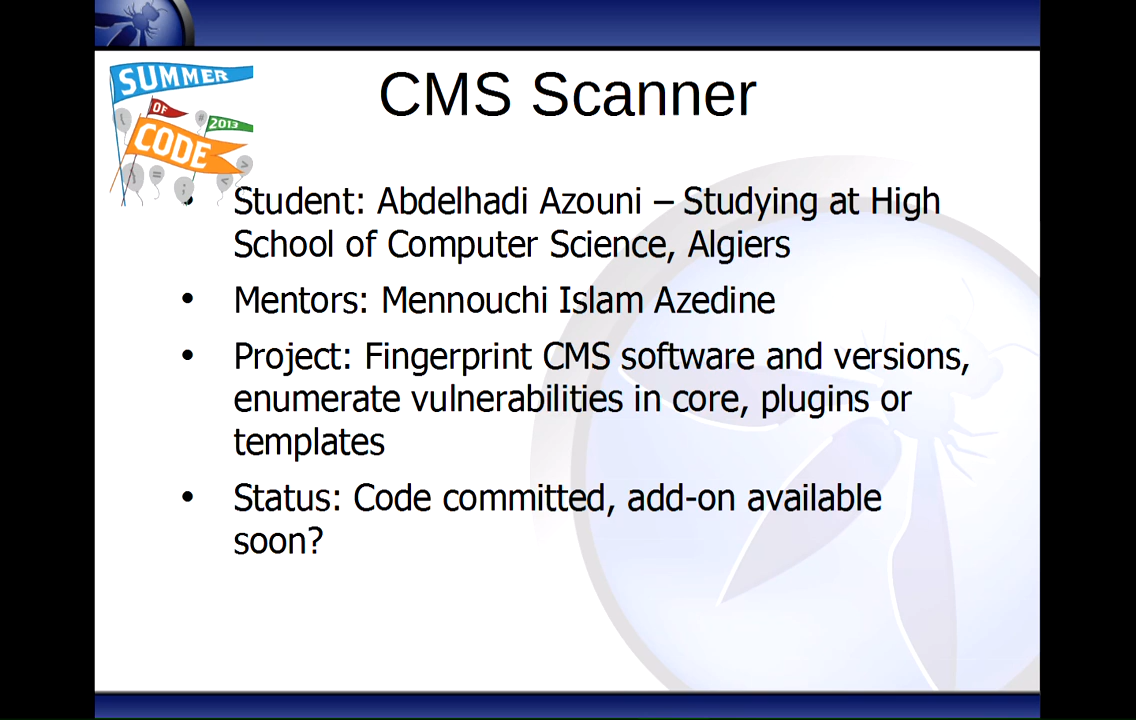 SUMMER
OF
2013
CODE
CMS Scanner
• Student: Abdelhadi Azouni – Studying at High
School of Computer Science, Algiers
• Mentors: Mennouchi Islam Azedine
• Project: Fingerprint CMS software and versions,
enumerate vulnerabilities in core, plugins or
templates
• Status: Code committed, add-on available
soon?